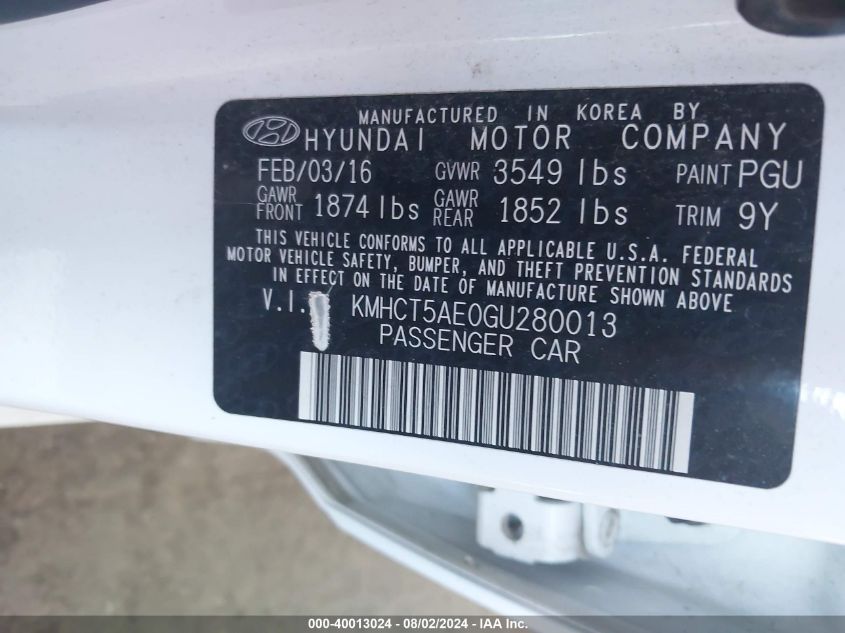 MANUFACTURED IN KOREA BY
HYUNDAI MOTOR COMPANY
FEB/03/16 GVWR 3549 lbs PAINT PGU
GAWR FRONT 1874 lbs GAWR REAR 1852 lbs TRIM 9Y
THIS VEHICLE CONFORMS TO ALL APPLICABLE U.S.A. FEDERAL
MOTOR VEHICLE SAFETY, BUMPER, AND THEFT PREVENTION STANDARDS
IN EFFECT ON THE DATE OF MANUFACTURE SHOWN ABOVE
V.I. KMHCT5AE0GU280013
PASSENGER CAR
000-40013024 - 08/02/2024 - IAA Inc.